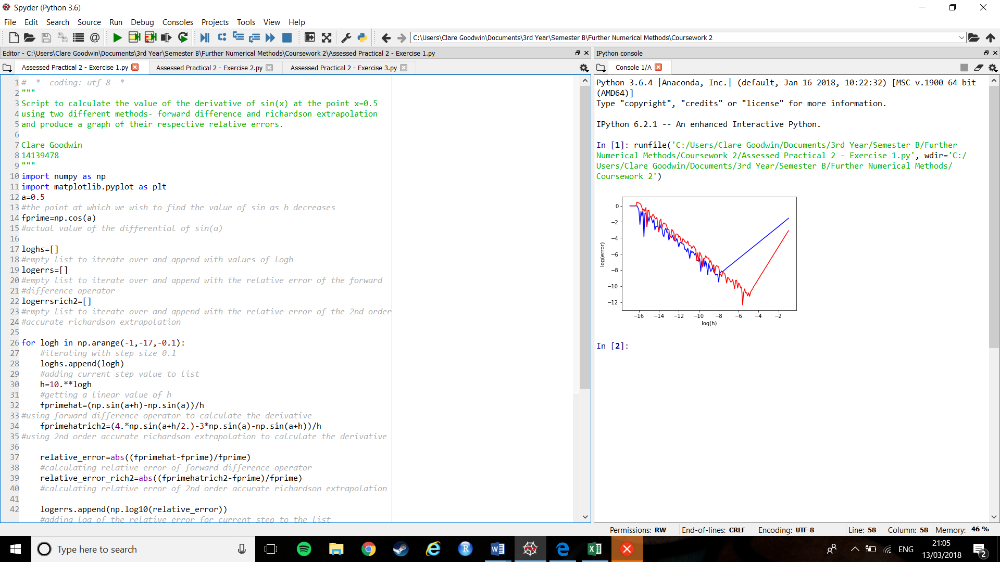 Spyder (Python 3.6)
File Edit Search Source Run Debug Consoles Projects Tools View Help
C:\Users\Clare Goodwin\Documents\3rd Year\Semester B\Further Numerical Methods\Coursework 2
Editor - C:\Users\Clare Goodwin\Documents\3rd Year\Semester B\Further Numerical Methods\Coursework 2\Assessed Practical 2 - Exercise 1.py
Assessed Practical 2 - Exercise 1.py
Assessed Practical 2 - Exercise 2.py
Assessed Practical 2 - Exercise 3.py
1 # -*- coding: utf-8 -*-
2 """
3 Script to calculate the value of the derivative of sin(x) at the point x=0.5
4 using two different methods- forward difference and richardson extrapolation
5 and produce a graph of their respective relative errors.
6
7 Clare Goodwin
8 14139478
9 """
10 import numpy as np
11 import matplotlib.pyplot as plt
12 a=0.5
13 #the point at which we wish to find the value of sin as h decreases
14 fprime=np.cos(a)
15 #actual value of the differential of sin(a)
16
17 loghs=[]
18 #empty list to iterate over and append with values of logh
19 logerrs=[]
20 #empty list to iterate over and append with the relative error of the forward
21 #difference operator
22 logerrsrich2=[]
23 #empty list to iterate over and append with the relative error of the 2nd order
24 #accurate richardson extrapolation
25
26 for logh in np.arange(-1,-17,-0.1):
27 #iterating with step size 0.1
28 loghs.append(logh)
29 #adding current step value to list
30 h=10.**logh
31 #getting a linear value of h
32 fprimehat=(np.sin(a+h)-np.sin(a))/h
33 #using forward difference operator to calculate the derivative
34 fprimehatrich2=(4.*np.sin(a+h/2.)-3*np.sin(a)-np.sin(a+h))/h
35 #using 2nd order accurate richardson extrapolation to calculate the derivative
36
37 relative_error=abs((fprimehat-fprime)/fprime)
38 #calculating relative error of forward difference operator
39 relative_error_rich2=abs((fprimehatrich2-fprime)/fprime)
40 #calculating relative error of 2nd order accurate richardson extrapolation
41
42 logerrs.append(np.log10(relative_error))
#adding log of the relative error for current step to the list
IPython console
Console 1/A
Python 3.6.4 |Anaconda, Inc.| (default, Jan 16 2018, 10:22:32) [MSC v.1900 64 bit
(AMD64)]
Type "copyright", "credits" or "license" for more information.
IPython 6.2.1 -- An enhanced Interactive Python.
In [1]: runfile('C:/Users/Clare Goodwin/Documents/3rd Year/Semester B/Further
Numerical Methods/Coursework 2/Assessed Practical 2 - Exercise 1.py', wdir='C:/
Users/Clare Goodwin/Documents/3rd Year/Semester B/Further Numerical Methods/
Coursework 2')
0
−2
−4
−6
−8
−10
−12
log(error)
−16 −14 −12 −10 −8 −6 −4 −2
log(h)
In [2]:
Permissions: RW End-of-lines: CRLF Encoding: UTF-8 Line: 58 Column: 58 Memory: 46 %
Type here to search
ENG
21:05
13/03/2018
2